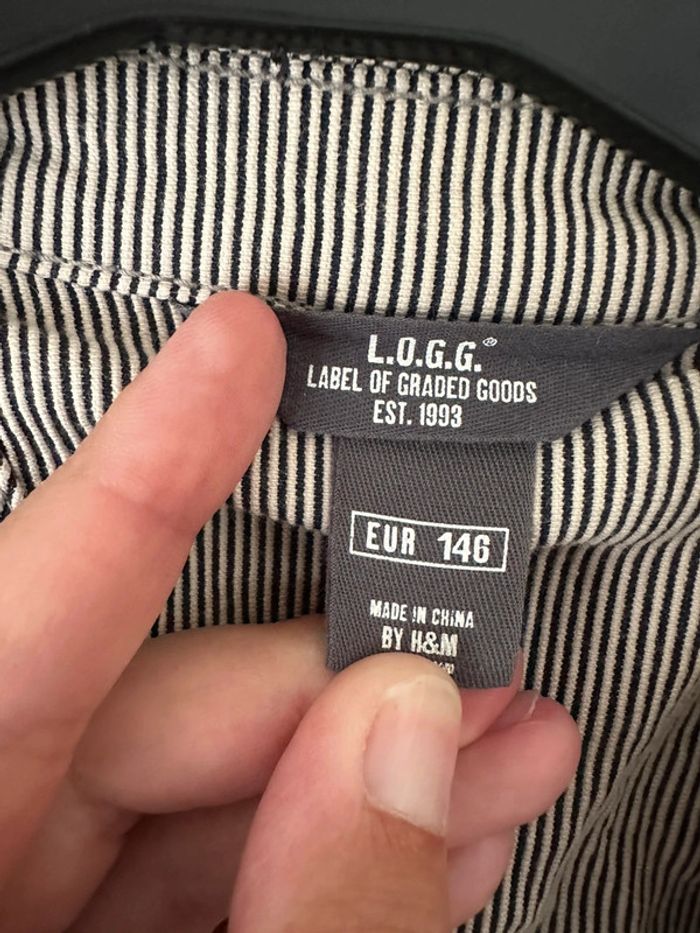 L.O.G.G.®
LABEL OF GRADED GOODS
EST. 1993
EUR 146
MADE IN CHINA
BY H&M